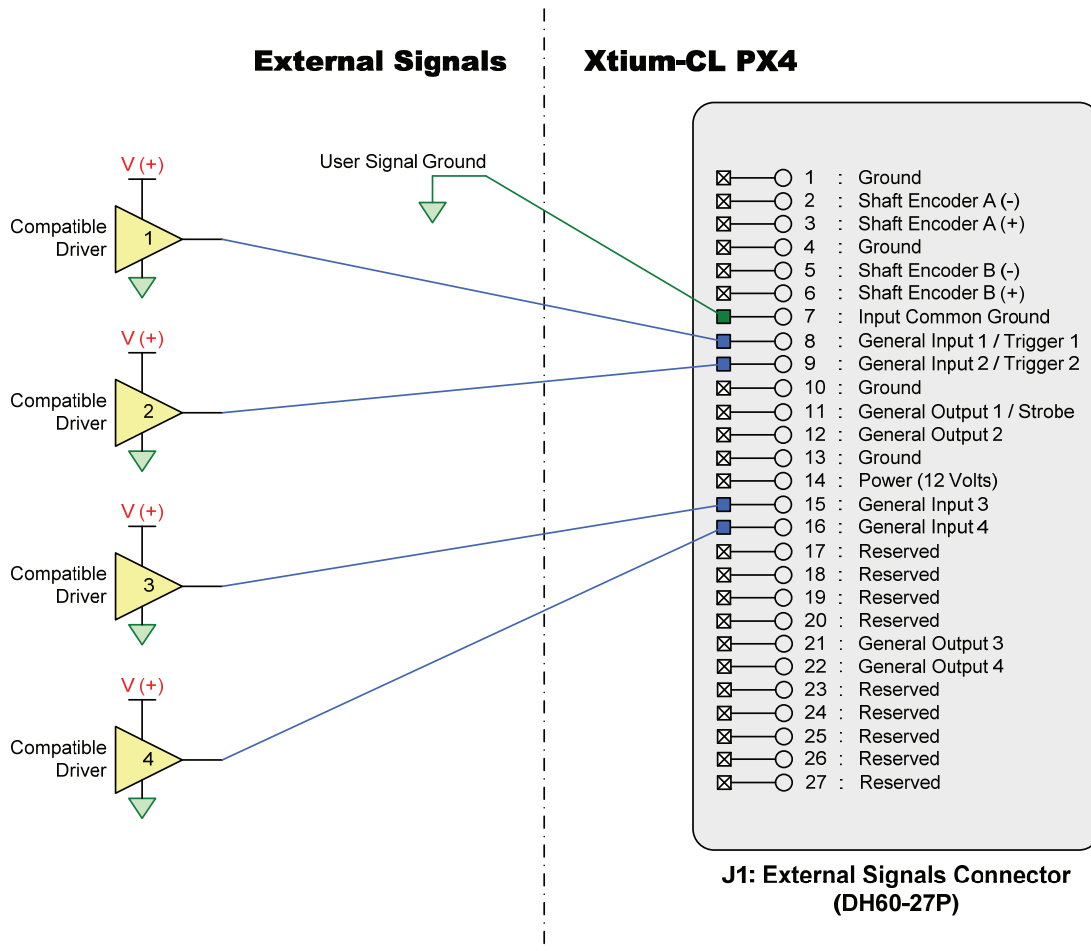 External Signals
Xtium-CL PX4
User Signal Ground
V (+)
Compatible
Driver
1
V (+)
Compatible
Driver
2
V (+)
Compatible
Driver
3
V (+)
Compatible
Driver
4
1 : Ground
2 : Shaft Encoder A (-)
3 : Shaft Encoder A (+)
4 : Ground
5 : Shaft Encoder B (-)
6 : Shaft Encoder B (+)
7 : Input Common Ground
8 : General Input 1 / Trigger 1
9 : General Input 2 / Trigger 2
10 : Ground
11 : General Output 1 / Strobe
12 : General Output 2
13 : Ground
14 : Power (12 Volts)
15 : General Input 3
16 : General Input 4
17 : Reserved
18 : Reserved
19 : Reserved
20 : Reserved
21 : General Output 3
22 : General Output 4
23 : Reserved
24 : Reserved
25 : Reserved
26 : Reserved
27 : Reserved
J1: External Signals Connector
(DH60-27P)